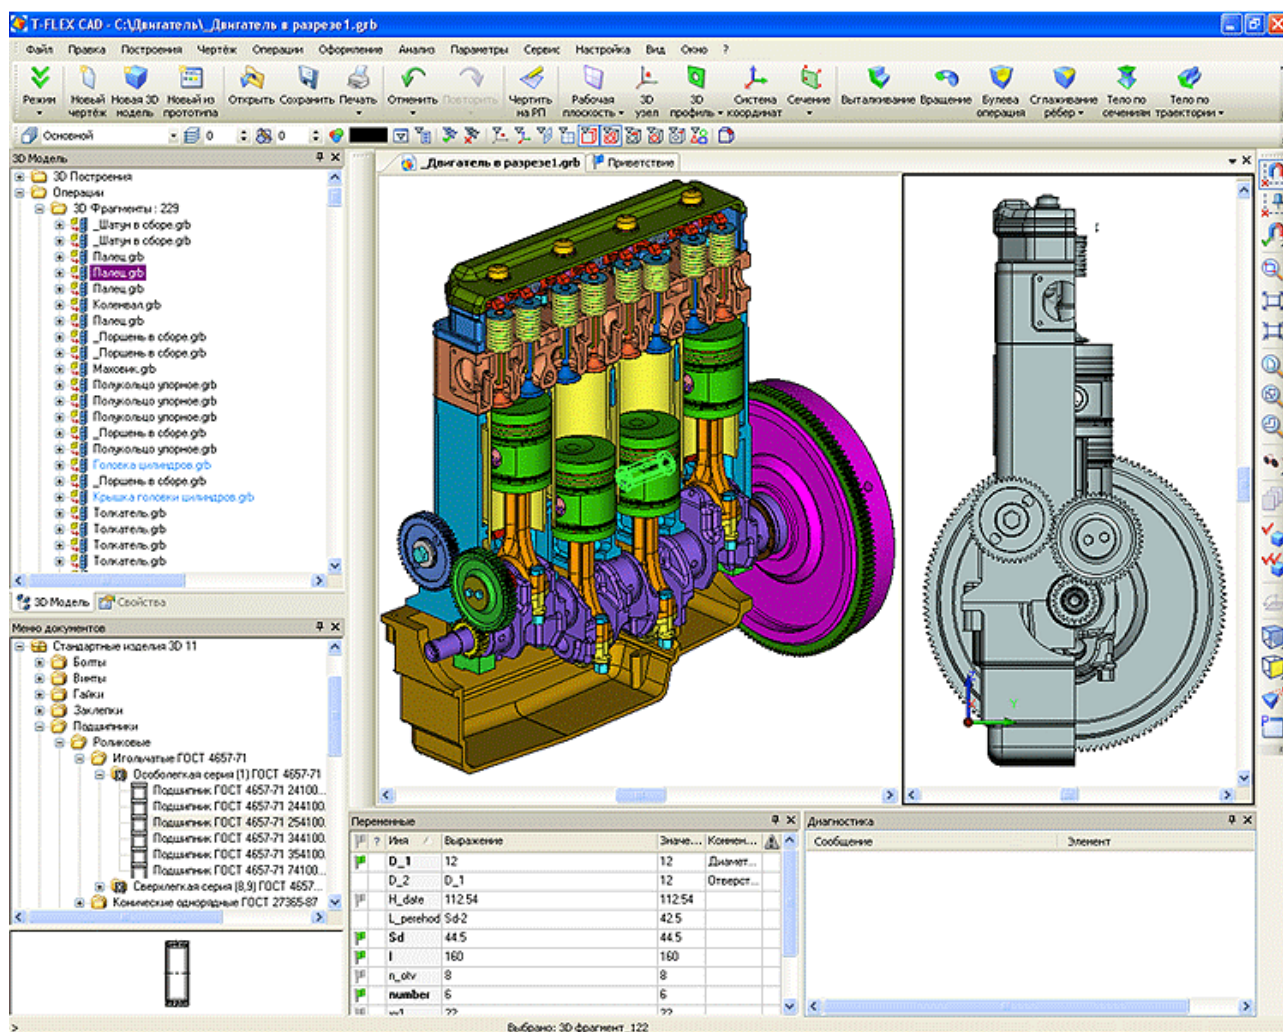 T-FLEX CAD - C:\Двигатель\_Двигатель в разрезе1.grb
Файл Правка Построения Чертёж Операции Оформление Анализ Параметры Сервис Настройка Вид Окно ?
Режим Новый чертёж Новая 3D модель Новый из прототипа Открыть Сохранить Печать Отменить Повторить Чертить на РП Рабочая плоскость 3D узел 3D профиль Система координат Сечение Выталкивание Вращение Булева операция Сглаживание рёбер Тело по сечениям Тело по траектории
Основной 0 0
3D Модель
3D Построения
Операции
3D Фрагменты : 229
_Шатун в сборе.grb
_Шатун в сборе.grb
Палец.grb
Палец.grb
Палец.grb
Коленвал.grb
Палец.grb
_Поршень в сборе.grb
_Поршень в сборе.grb
Маховик.grb
Полукольцо упорное.grb
Полукольцо упорное.grb
Полукольцо упорное.grb
_Поршень в сборе.grb
Полукольцо упорное.grb
Головка цилиндров.grb
_Поршень в сборе.grb
Крышка головки цилиндров.grb
Толкатель.grb
Толкатель.grb
Толкатель.grb
Толкатель.grb
3D Модель Свойства
Меню документов
Стандартные изделия 3D 11
Болты
Винты
Гайки
Заклепки
Подшипники
Роликовые
Игольчатые ГОСТ 4657-71
Особолегкая серия (1) ГОСТ 4657-71
Подшипник ГОСТ 4657-71 24100...
Подшипник ГОСТ 4657-71 244100.
Подшипник ГОСТ 4657-71 254100.
Подшипник ГОСТ 4657-71 344100.
Подшипник ГОСТ 4657-71 354100.
Подшипник ГОСТ 4657-71 74100...
Сверхлегкая серия (8,9) ГОСТ 4657...
Конические однорядные ГОСТ 27365-87
_Двигатель в разрезе1.grb Приветствие
Z
Y
Переменные
? Имя Выражение Значе... Коммен...
D_1 12 12 Диамет...
D_2 D_1 12 Отверст...
H_date 112.54 112.54
L_perehod Sd-2 42.5
Sd 44.5 44.5
l 160 160
n_otv 8 8
number 6 6
Диагностика
Сообщение Элемент
> Выбрано: 3D фрагмент_122